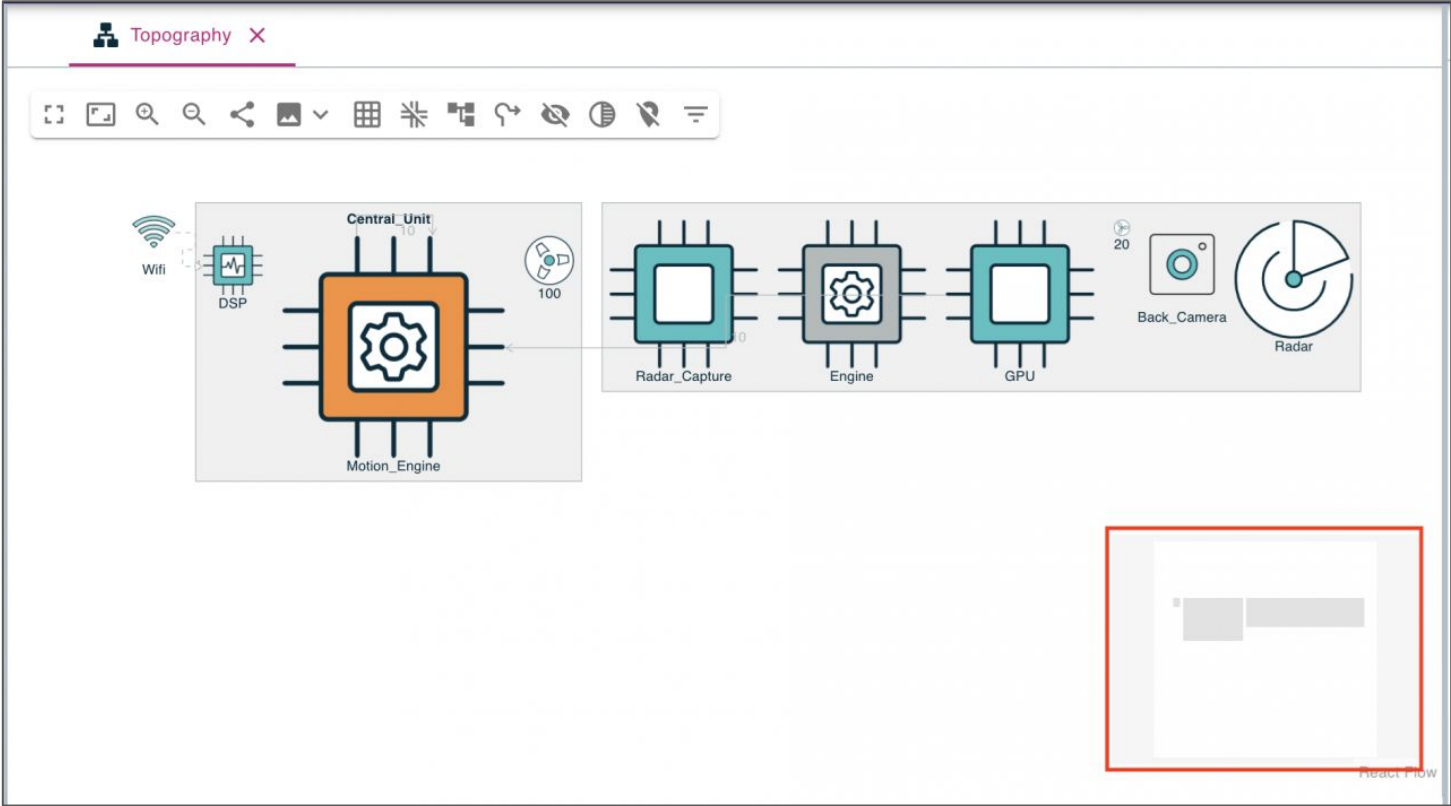 Topography
Central_Unit
10
Wifi
DSP
100
Motion_Engine
20
Back_Camera
Radar
10
Radar_Capture
Engine
GPU
React Flow